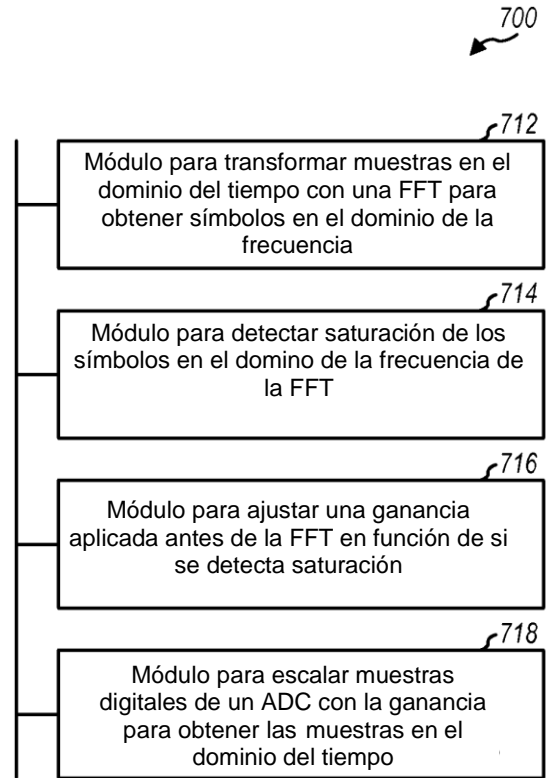 700
712
Módulo para transformar muestras en el
dominio del tiempo con una FFT para
obtener símbolos en el dominio de la
frecuencia
714
Módulo para detectar saturación de los
símbolos en el domino de la frecuencia de
la FFT
716
Módulo para ajustar una ganancia
aplicada antes de la FFT en función de si
se detecta saturación
718
Módulo para escalar muestras
digitales de un ADC con la ganancia
para obtener las muestras en el
dominio del tiempo